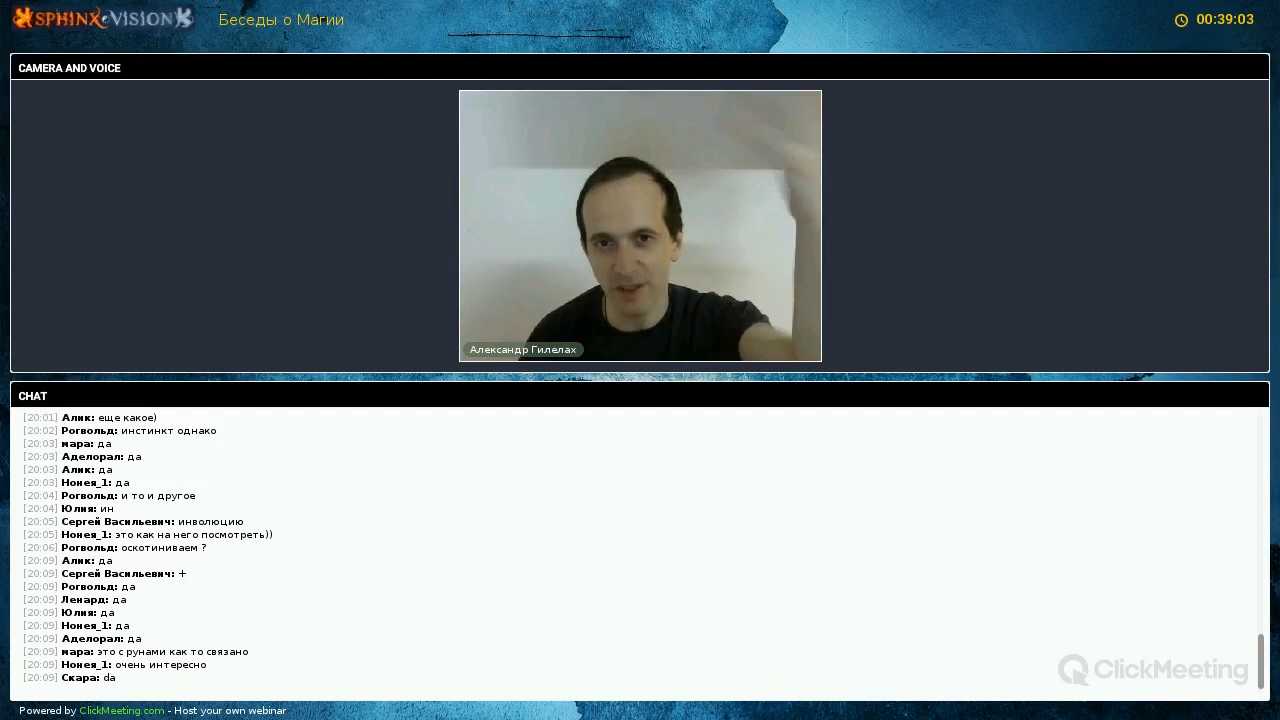 SPHINX VISION
Беседы о Магии
00:39:03
CAMERA AND VOICE
Александр Гилелах
CHAT
[20:01] Алик: еще какое)
[20:02] Рогвольд: инстинкт однако
[20:03] мара: да
[20:03] Аделорал: да
[20:03] Алик: да
[20:03] Нонея_1: да
[20:04] Рогвольд: и то и другое
[20:04] Юлия: ин
[20:05] Сергей Васильевич: инволюцию
[20:05] Нонея_1: это как на него посмотреть))
[20:06] Рогвольд: оскотиниваем ?
[20:09] Алик: да
[20:09] Сергей Васильевич: +
[20:09] Рогвольд: да
[20:09] Ленард: да
[20:09] Юлия: да
[20:09] Нонея_1: да
[20:09] Аделорал: да
[20:09] мара: это с рунами как то связано
[20:09] Нонея_1: очень интересно
[20:09] Скара: da
ClickMeeting
Powered by ClickMeeting.com - Host your own webinar